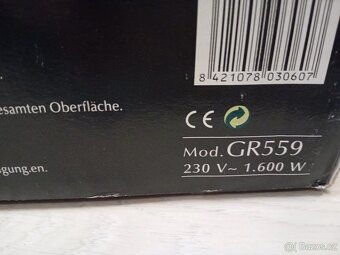 8 421078 030607
esamten Oberfläche.
CE
Mod. GR559
gung.en.
230 V~ 1.600 W